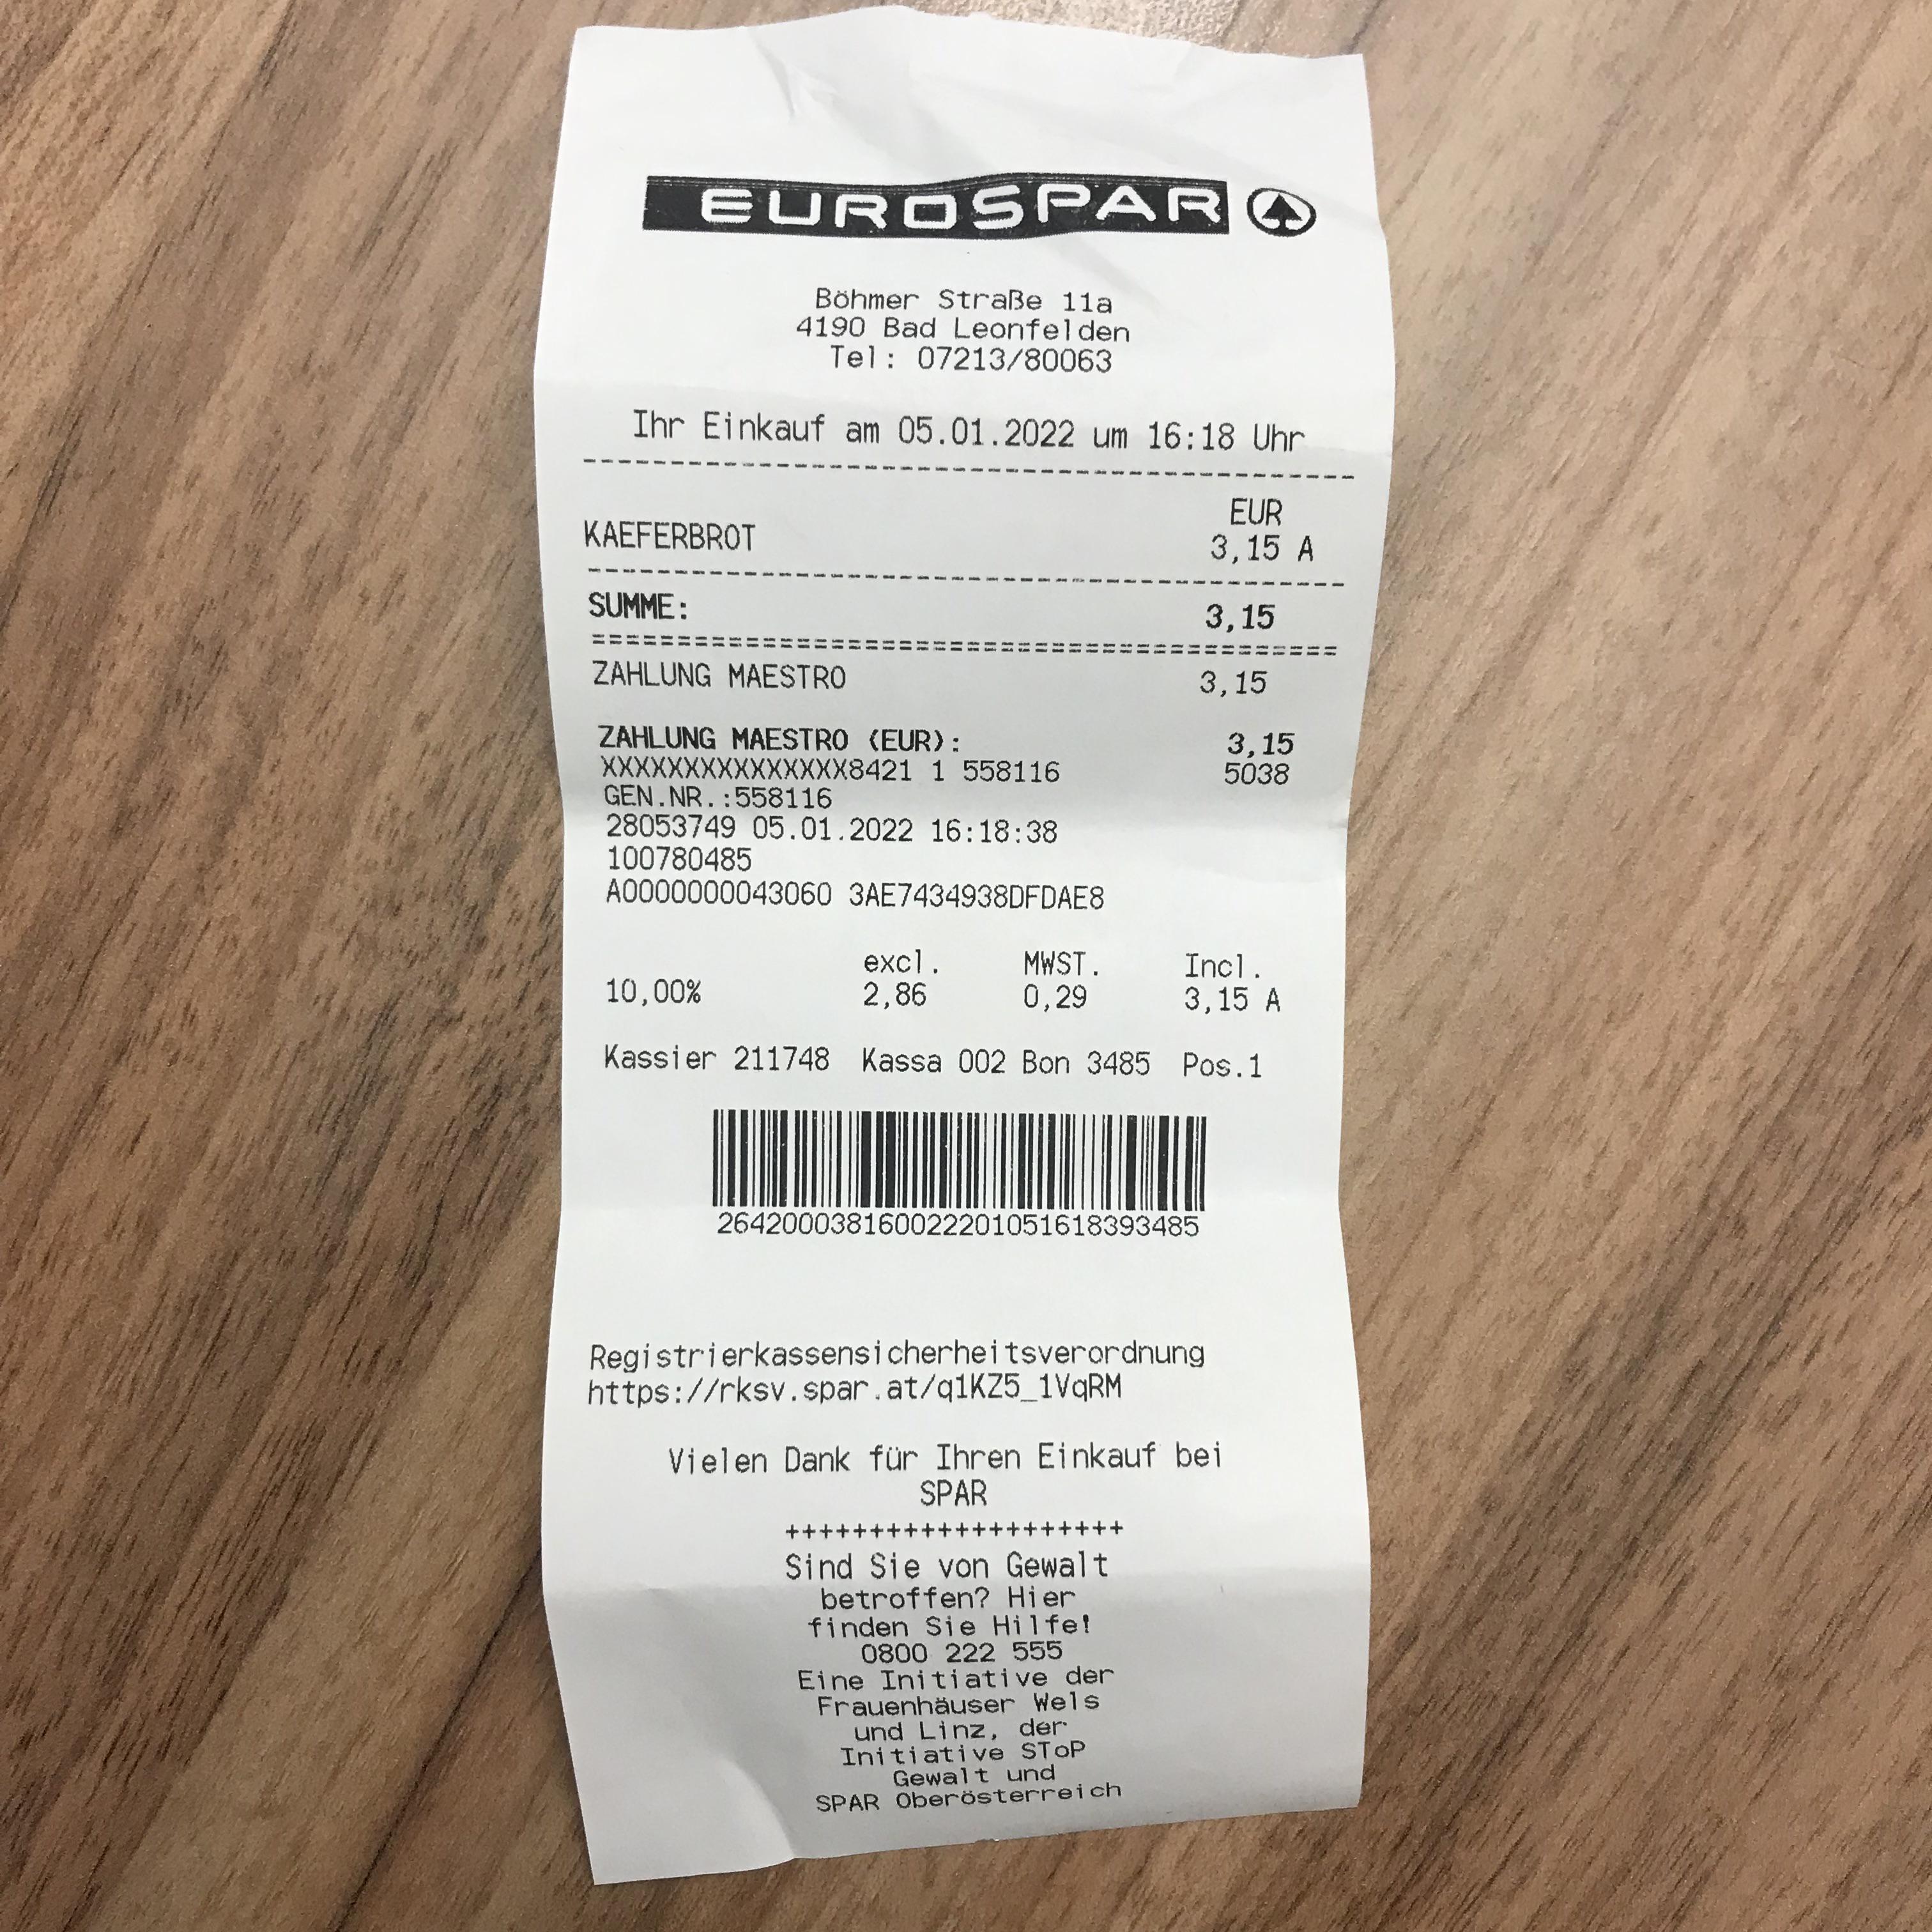 EUROSPAR
Böhmer Straße 11a
4190 Bad Leonfelden
Tel: 07213/80063
Ihr Einkauf am 05.01.2022 um 16:18 Uhr
EUR
KAEFERBROT 3,15 A
SUMME: 3,15
ZAHLUNG MAESTRO 3,15
ZAHLUNG MAESTRO (EUR): 3,15
XXXXXXXXXXXXXXX8421 1 558116 5038
GEN.NR.:558116
28053749 05.01.2022 16:18:38
100780485
A0000000043060 3AE7434938DFDAE8
excl. MWST. Incl.
10,00% 2,86 0,29 3,15 A
Kassier 211748 Kassa 002 Bon 3485 Pos.1
264200038160022201051618393485
Registrierkassensicherheitsverordnung
https://rksv.spar.at/q1KZ5_1VqRM
Vielen Dank für Ihren Einkauf bei
SPAR
++++++++++++++++++++
Sind Sie von Gewalt
betroffen? Hier
finden Sie Hilfe!
0800 222 555
Eine Initiative der
Frauenhäuser Wels
und Linz, der
Initiative SToP
Gewalt und
SPAR Oberösterreich